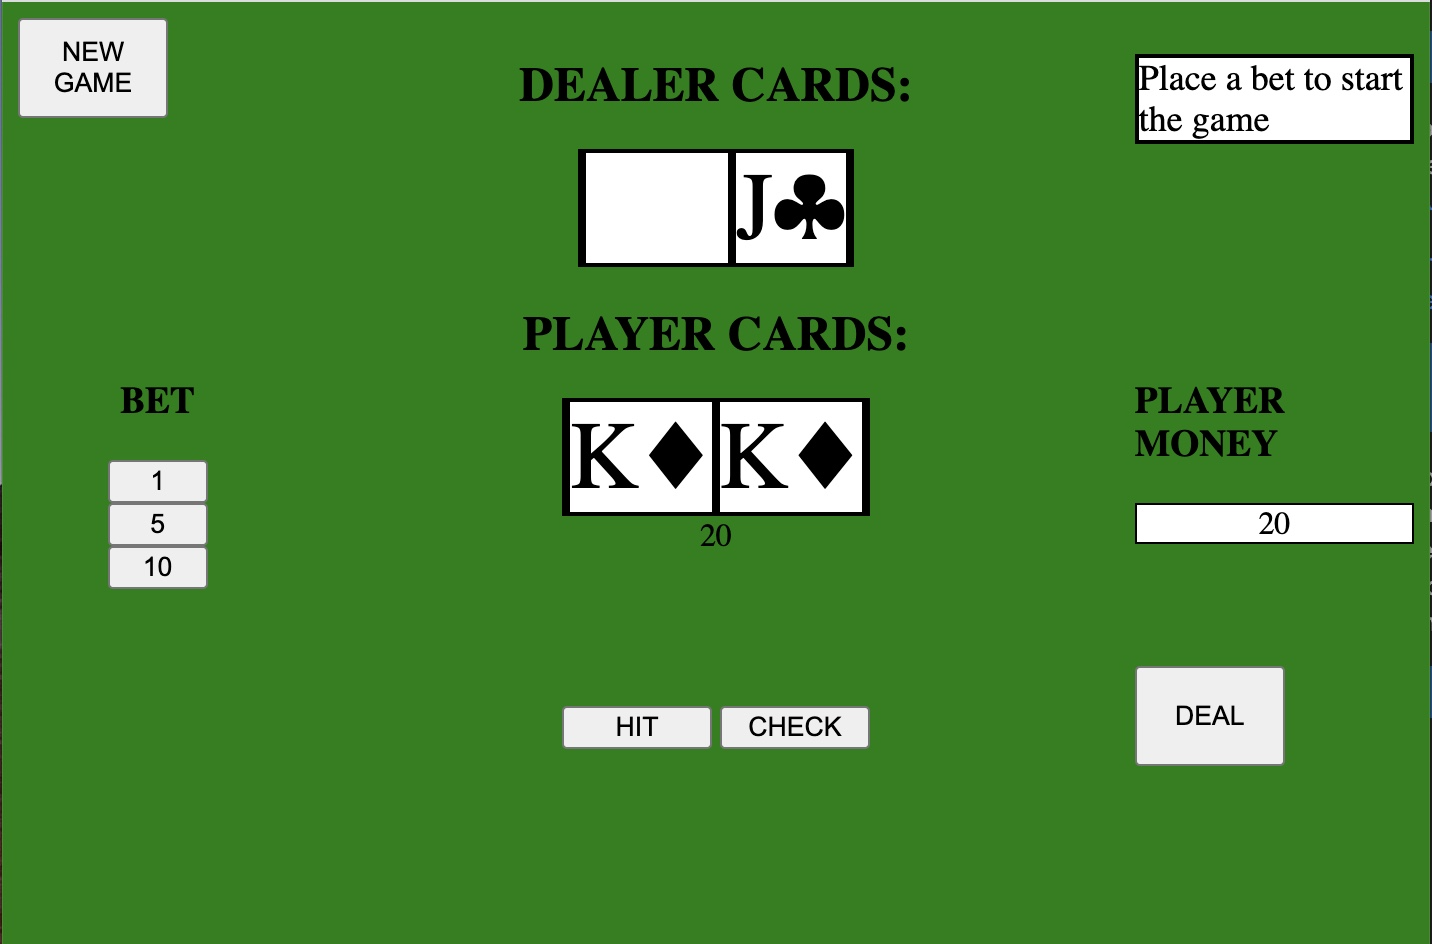 NEW
GAME
DEALER CARDS:
Place a bet to start
the game
J♣
PLAYER CARDS:
BET
PLAYER
MONEY
K♦ K♦
1
20
5
20
10
HIT
CHECK
DEAL